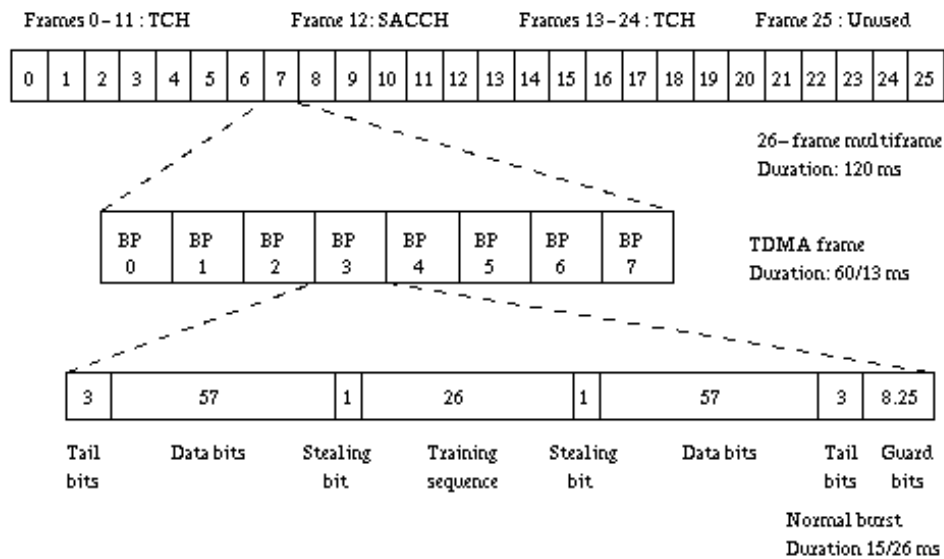 Frames 0–11 : TCH Frame 12: SACCH Frames 13–24 : TCH Frame 25 : Unused
0 1 2 3 4 5 6 7 8 9 10 11 12 13 14 15 16 17 18 19 20 21 22 23 24 25
26–frame multiframe
Duration: 120 ms
BP BP BP BP BP BP BP BP
0 1 2 3 4 5 6 7
TDMA frame
Duration: 60/13 ms
3 57 1 26 1 57 3 8.25
Tail Data bits Stealing Training Stealing Data bits Tail Guard
bits bit sequence bit bits bits
Normal burst
Duration 15/26 ms